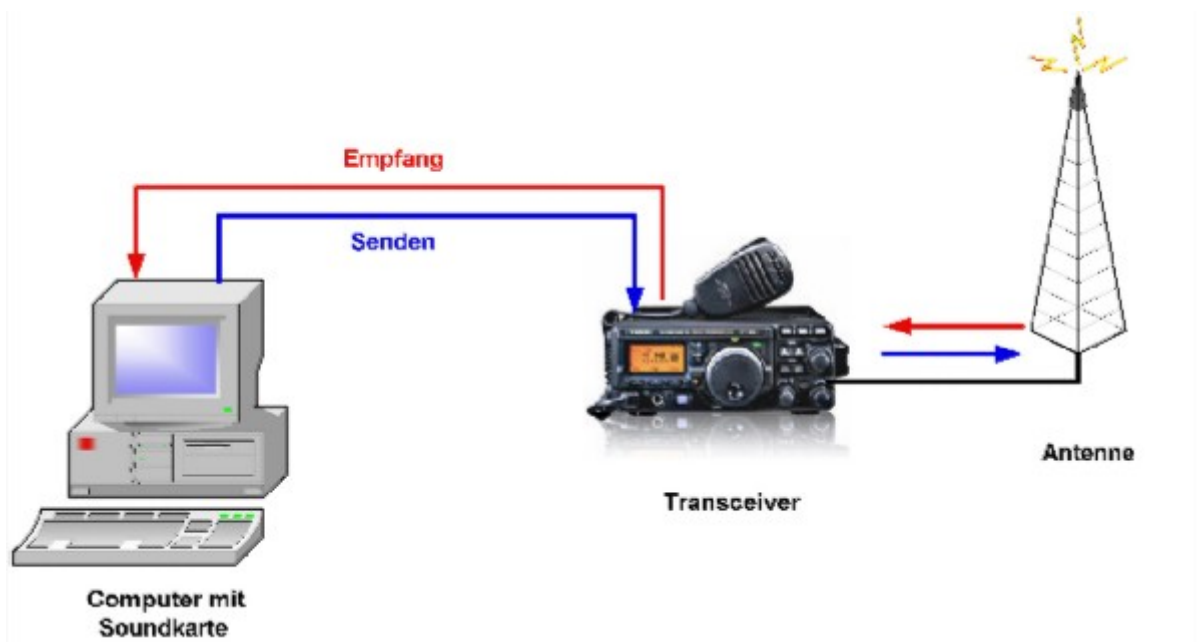 Empfang
Senden
Antenne
Transceiver
Computer mit
Soundkarte